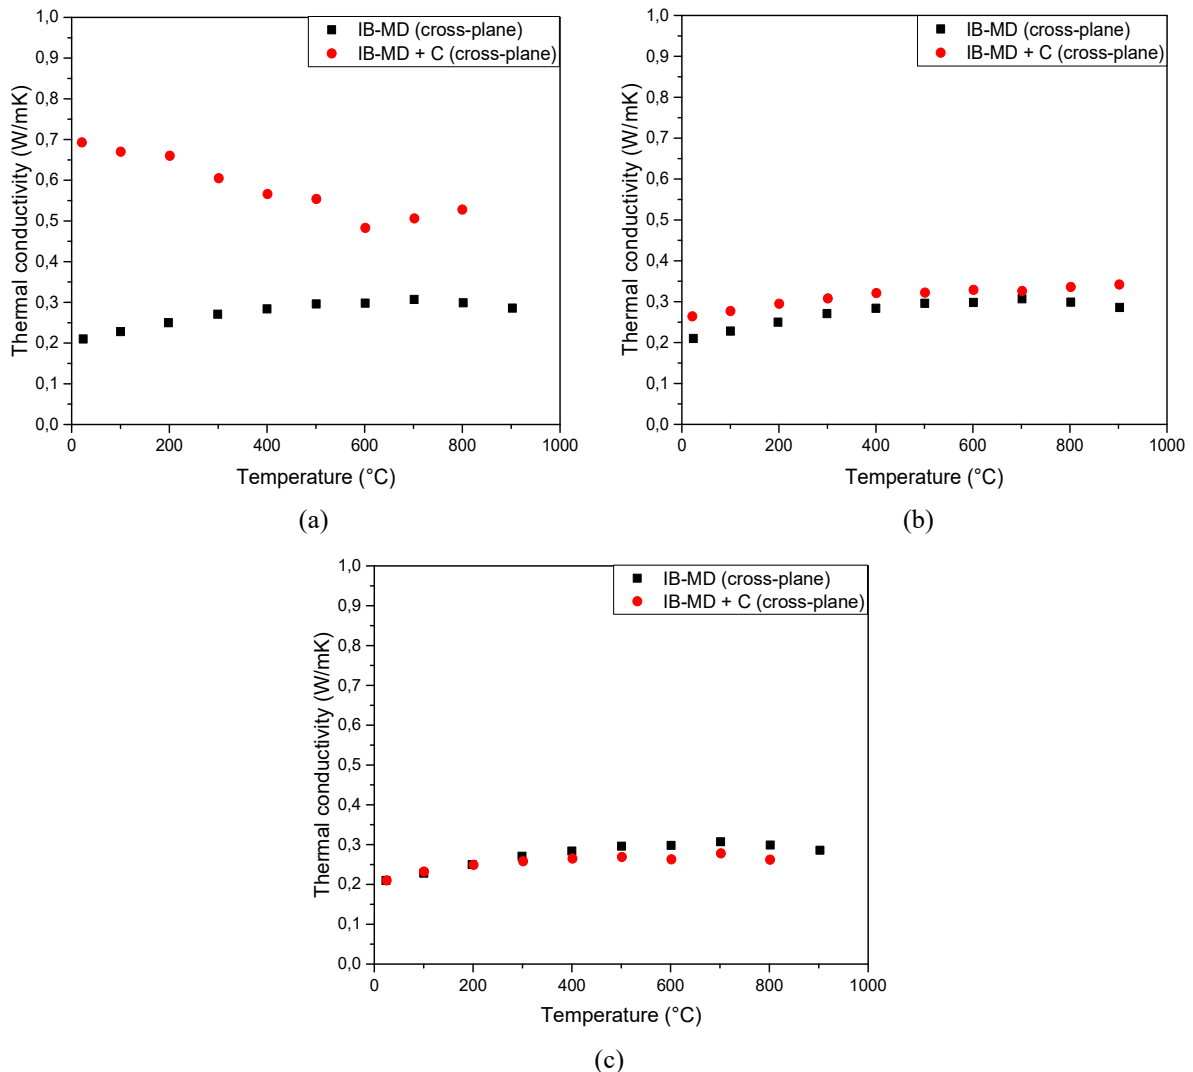 IB-MD (cross-plane)
IB-MD + C (cross-plane)
Thermal conductivity (W/mK)
1,0
0,9
0,8
0,7
0,6
0,5
0,4
0,3
0,2
0,1
0,0
0 200 400 600 800 1000
Temperature (°C)
(a)
IB-MD (cross-plane)
IB-MD + C (cross-plane)
Thermal conductivity (W/mK)
1,0
0,9
0,8
0,7
0,6
0,5
0,4
0,3
0,2
0,1
0,0
0 200 400 600 800 1000
Temperature (°C)
(b)
IB-MD (cross-plane)
IB-MD + C (cross-plane)
Thermal conductivity (W/mK)
1,0
0,9
0,8
0,7
0,6
0,5
0,4
0,3
0,2
0,1
0,0
0 200 400 600 800 1000
Temperature (°C)
(c)